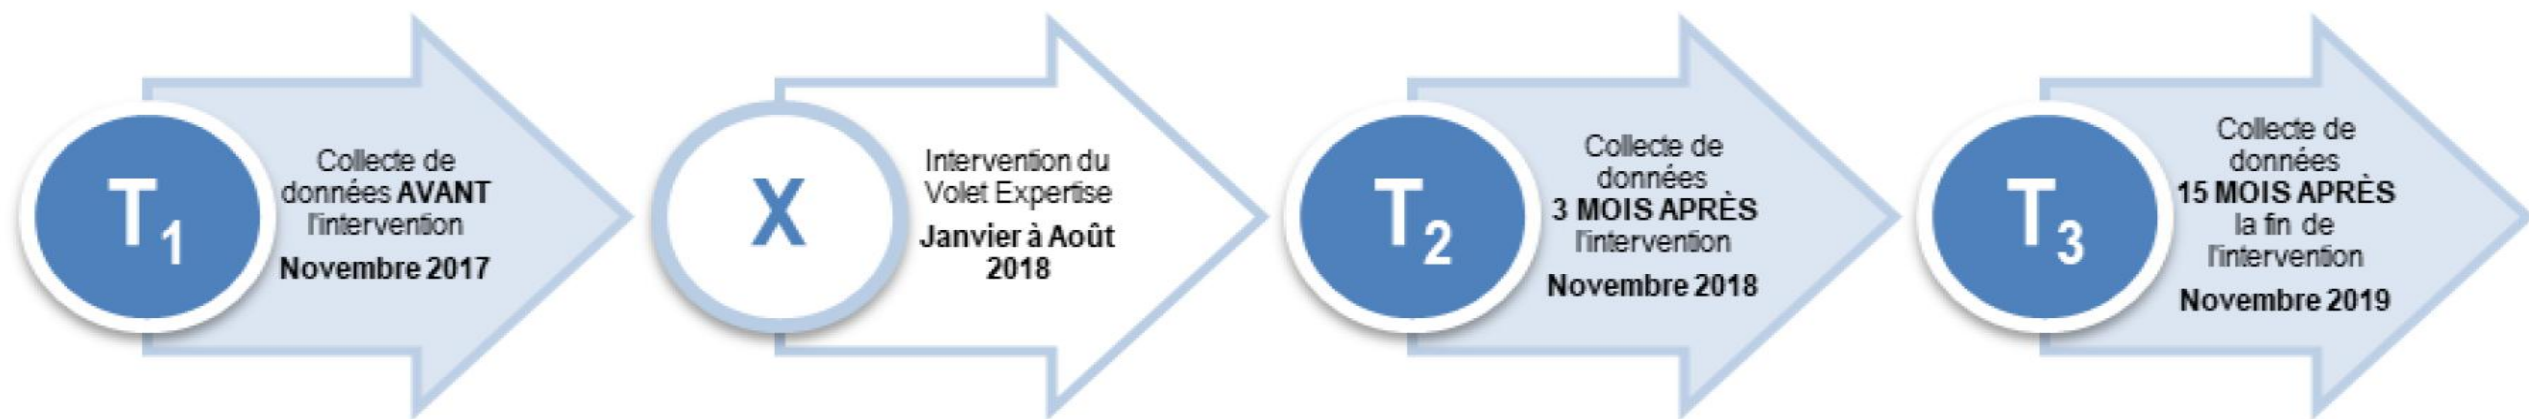 T1
Collecte de
données AVANT
l'intervention
Novembre 2017
X
Intervention du
Volet Expertise
Janvier à Août
2018
T2
Collecte de
données
3 MOIS APRÈS
l'intervention
Novembre 2018
T3
Collecte de
données
15 MOIS APRÈS
la fin de
l'intervention
Novembre 2019